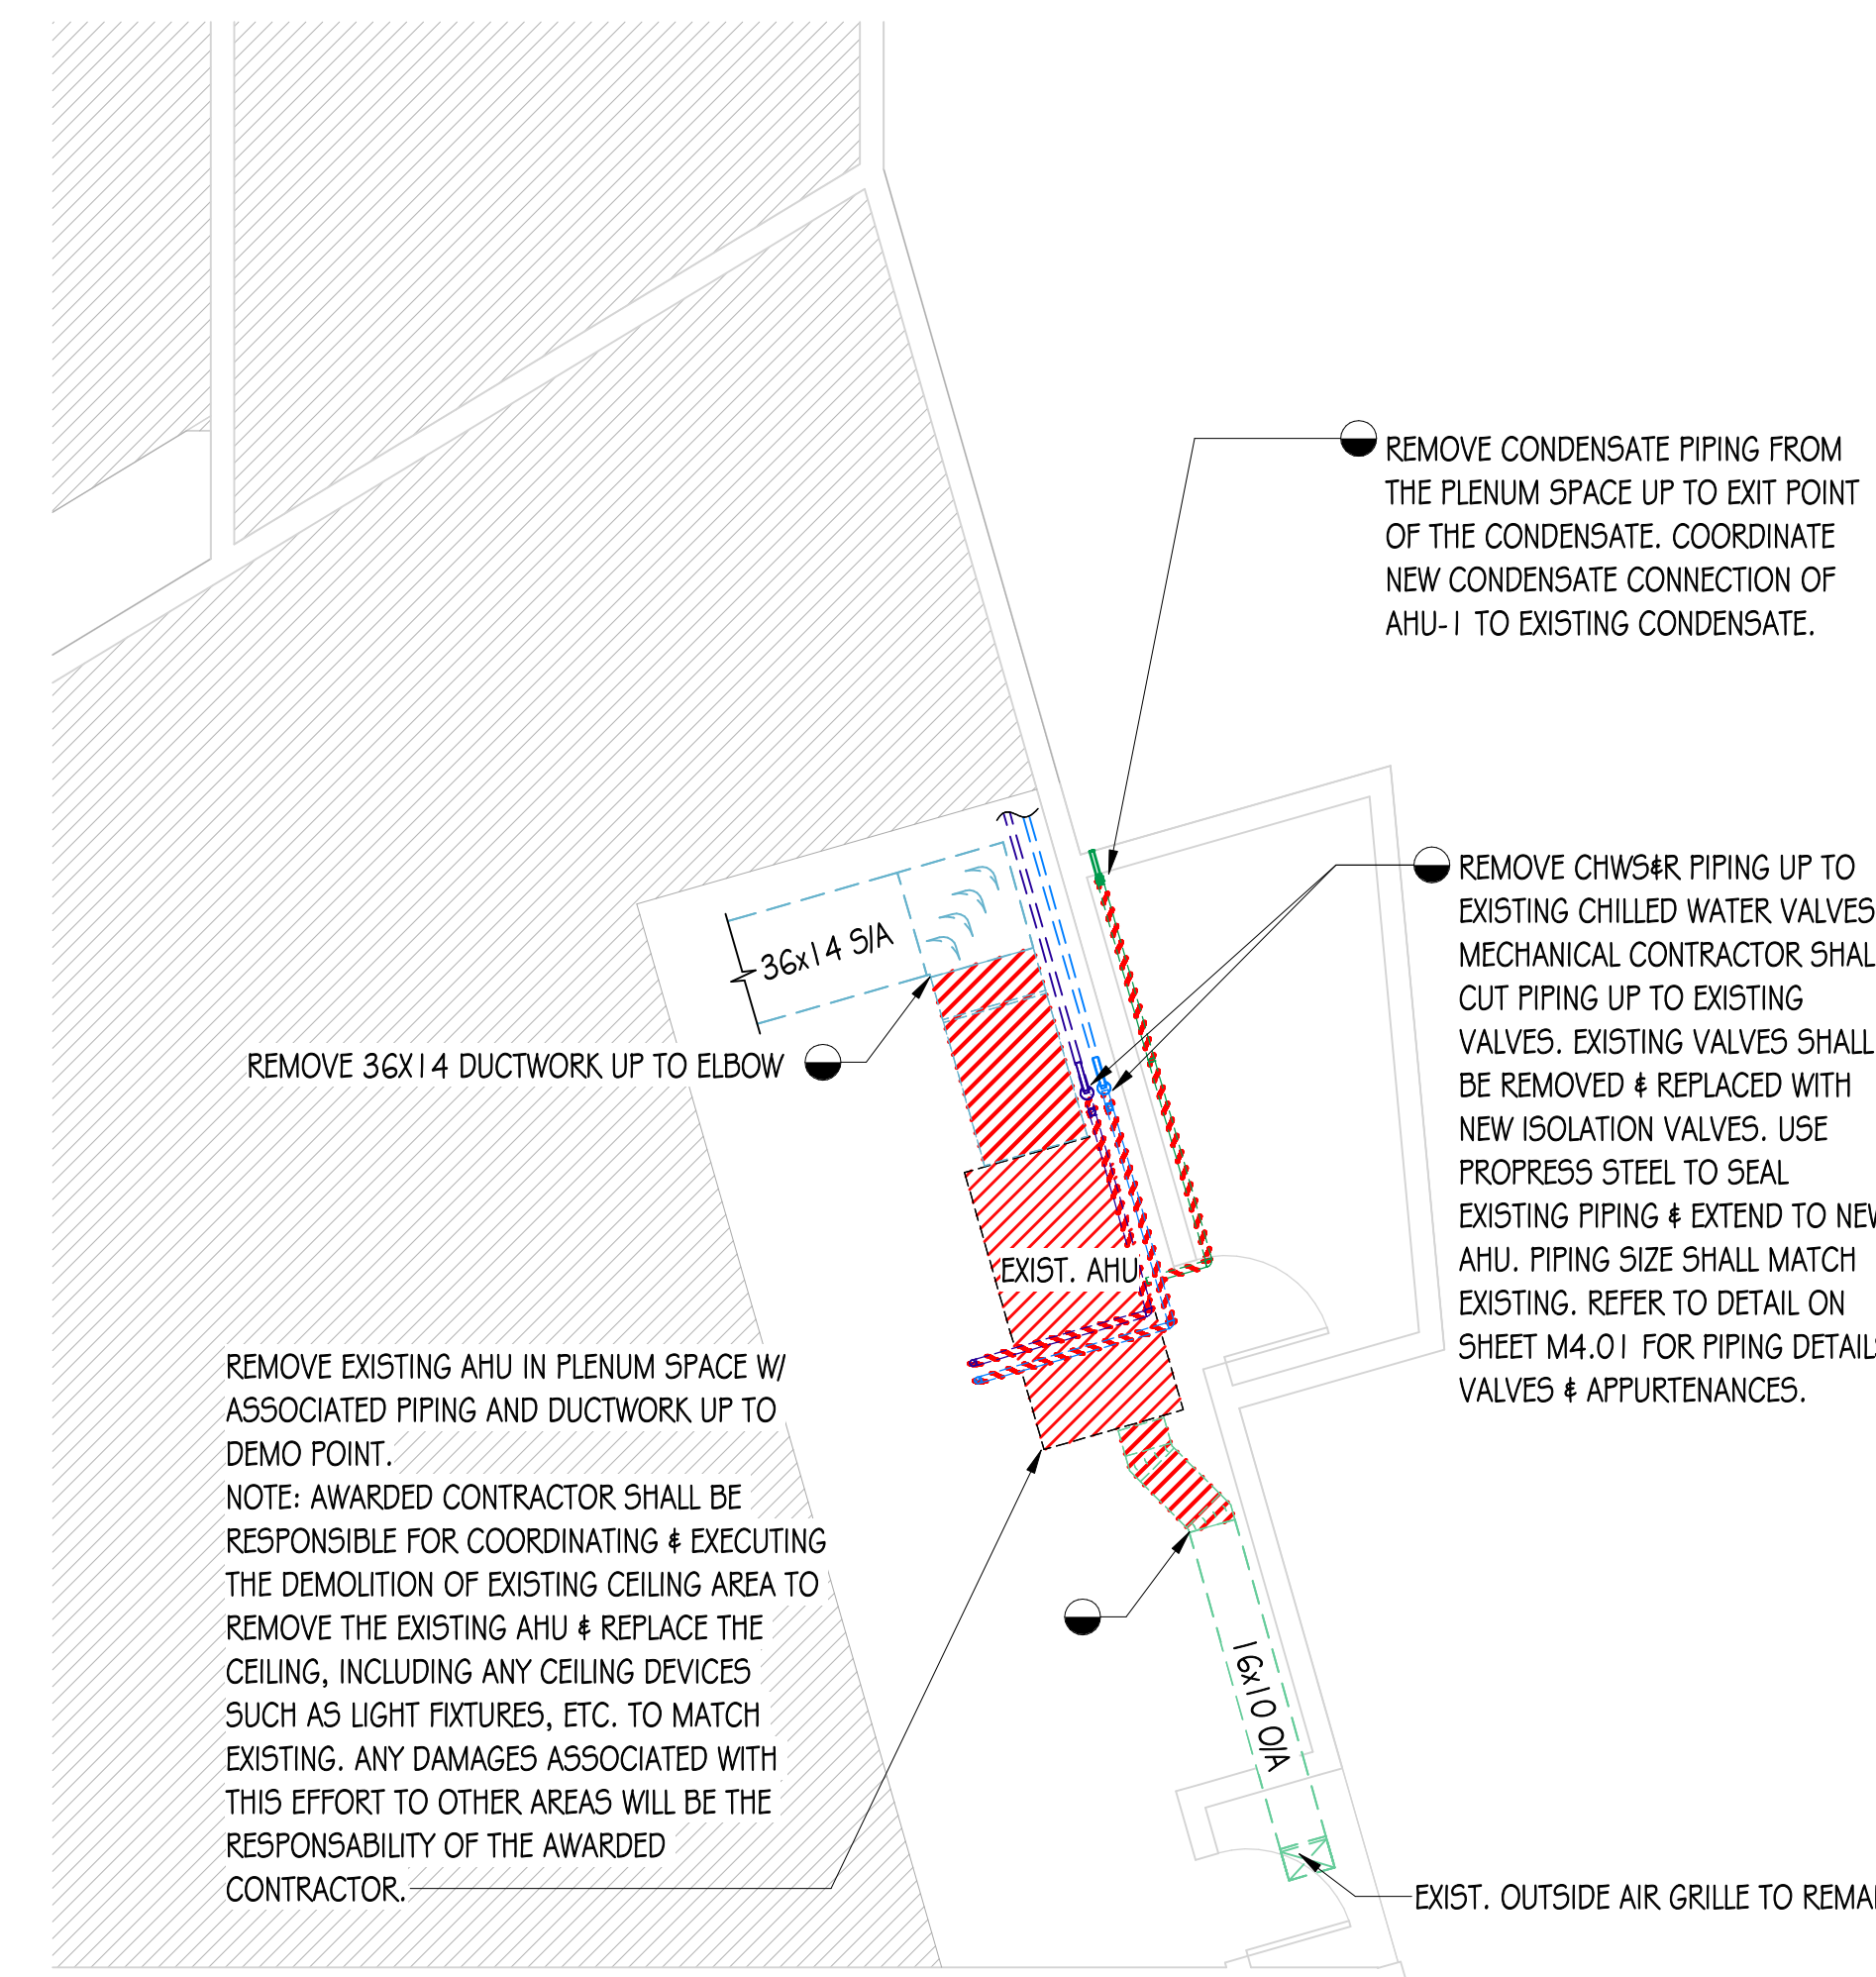 REMOVE CONDENSATE PIPING FROM
THE PLENUM SPACE UP TO EXIT POINT
OF THE CONDENSATE. COORDINATE
NEW CONDENSATE CONNECTION OF
AHU-1 TO EXISTING CONDENSATE.
REMOVE CHWS&R PIPING UP TO
EXISTING CHILLED WATER VALVES
MECHANICAL CONTRACTOR SHAL
CUT PIPING UP TO EXISTING
VALVES. EXISTING VALVES SHALL
BE REMOVED & REPLACED WITH
NEW ISOLATION VALVES. USE
PROPRESS STEEL TO SEAL
EXISTING PIPING & EXTEND TO NEW
AHU. PIPING SIZE SHALL MATCH
EXISTING. REFER TO DETAIL ON
SHEET M4.01 FOR PIPING DETAILS
VALVES & APPURTENANCES.
36x14 S/A
REMOVE 36X14 DUCTWORK UP TO ELBOW
EXIST. AHU
REMOVE EXISTING AHU IN PLENUM SPACE W/
ASSOCIATED PIPING AND DUCTWORK UP TO
DEMO POINT.
NOTE: AWARDED CONTRACTOR SHALL BE
RESPONSIBLE FOR COORDINATING & EXECUTING
THE DEMOLITION OF EXISTING CEILING AREA TO
REMOVE THE EXISTING AHU & REPLACE THE
CEILING, INCLUDING ANY CEILING DEVICES
SUCH AS LIGHT FIXTURES, ETC. TO MATCH
EXISTING. ANY DAMAGES ASSOCIATED WITH
THIS EFFORT TO OTHER AREAS WILL BE THE
RESPONSABILITY OF THE AWARDED
CONTRACTOR.
16x10 O/A
EXIST. OUTSIDE AIR GRILLE TO REMAI